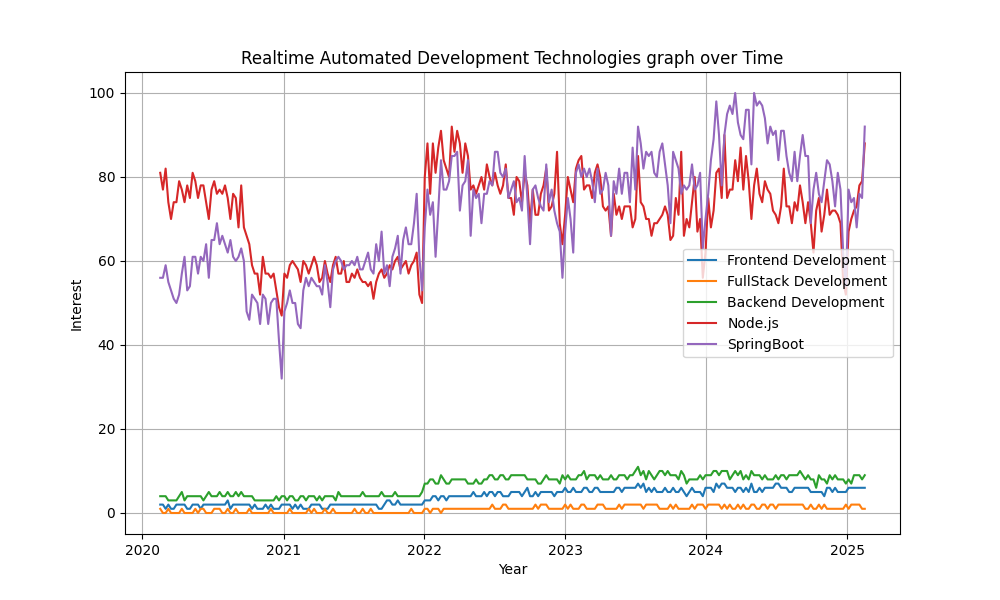 Realtime Automated Development Technologies graph over Time
Interest
100
80
60
40
20
0
Frontend Development
FullStack Development
Backend Development
Node.js
SpringBoot
2020
2021
2022
2023
2024
2025
Year